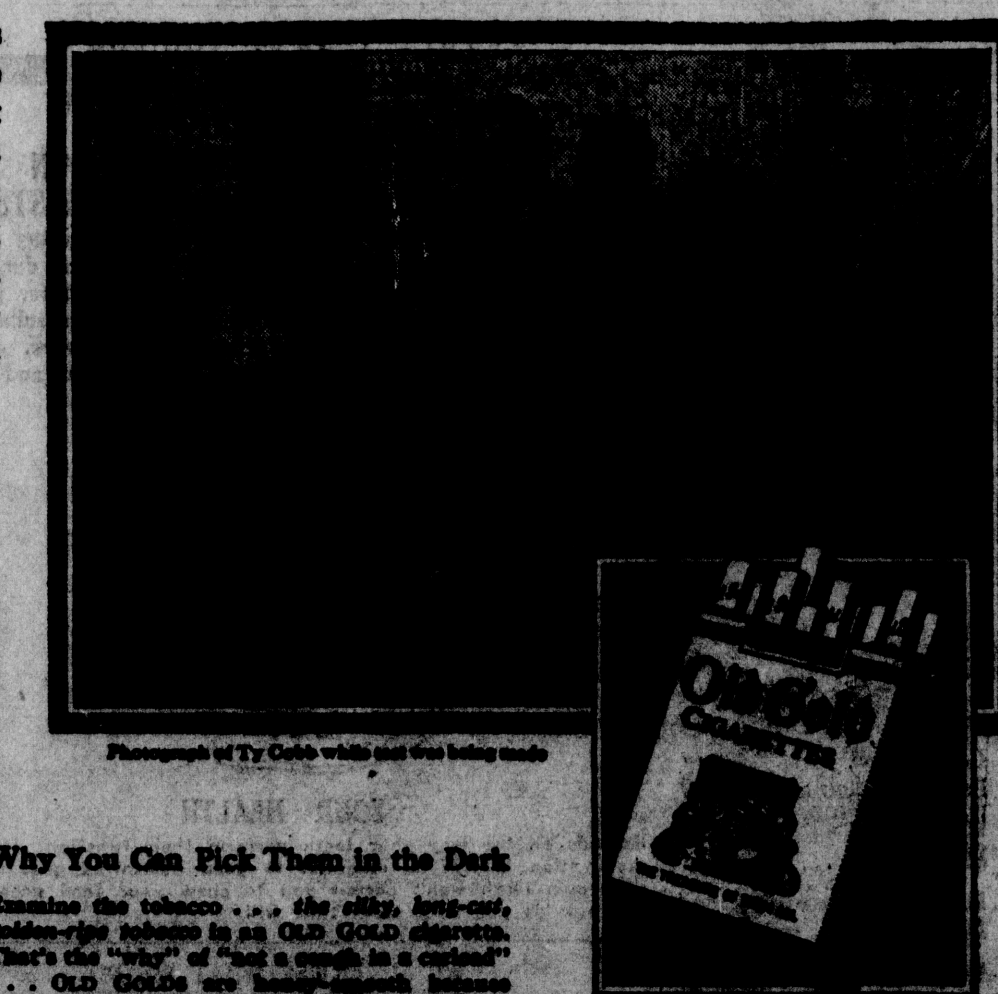 Old Gold
CIGARETTES
Photograph of Ty Cobb while test was being made
Why You Can Pick Them in the Dark
Examine the tobacco . . . the silky, long-cut,
golden-ripe tobacco in an OLD GOLD cigarette.
That's the "why" of "not a cough in a carload"
. . . OLD GOLDS are honey-smooth because